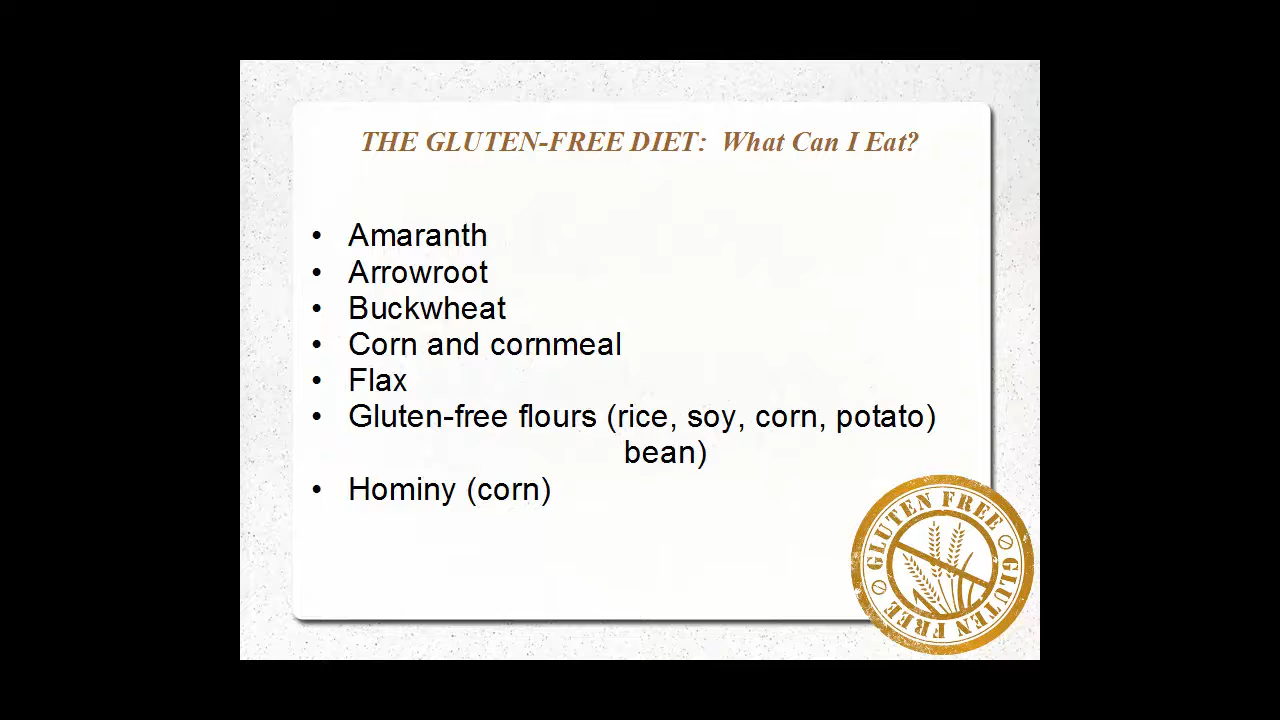 THE GLUTEN-FREE DIET: What Can I Eat?
• Amaranth
• Arrowroot
• Buckwheat
• Corn and cornmeal
• Flax
• Gluten-free flours (rice, soy, corn, potato)
bean)
• Hominy (corn)
GLUTEN FREE
GLUTEN FREE